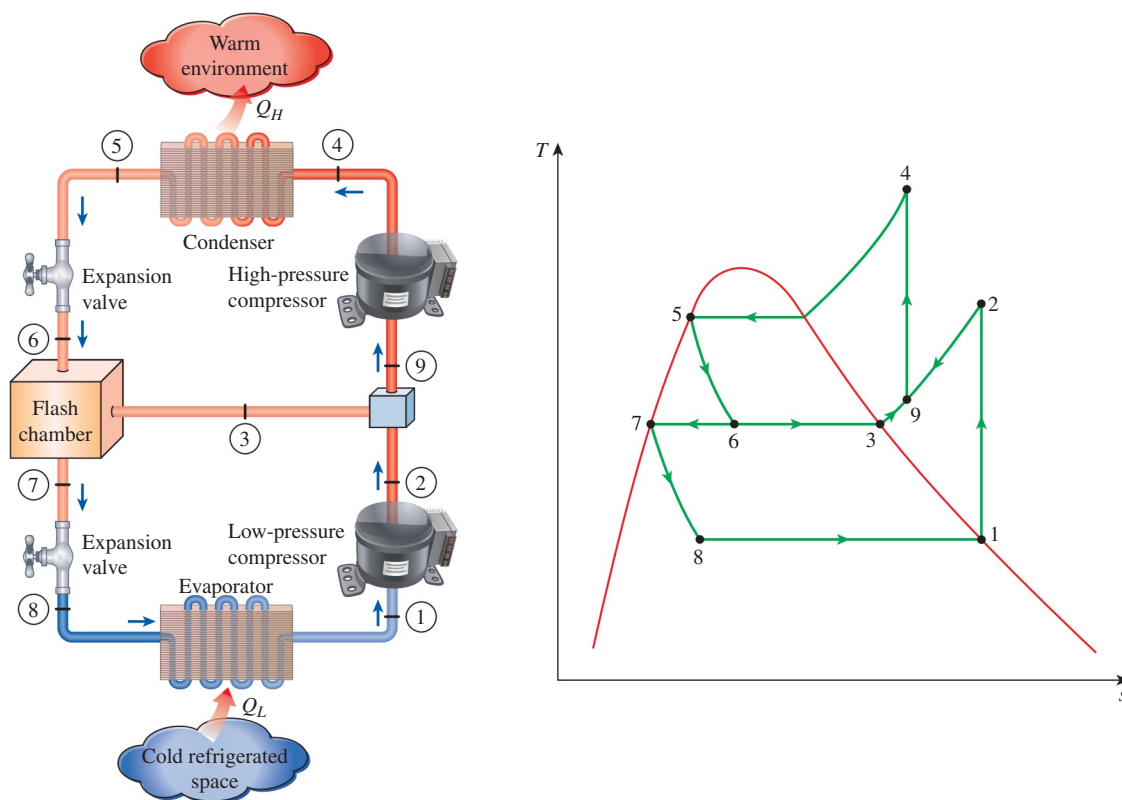 Warm
environment
Q_H
5
4
Condenser
Expansion
valve
High-pressure
compressor
6
9
Flash
chamber
3
7
2
Expansion
valve
Low-pressure
compressor
Evaporator
8
1
Q_L
Cold refrigerated
space
T
4
2
5
9
7
6
3
8
1
s